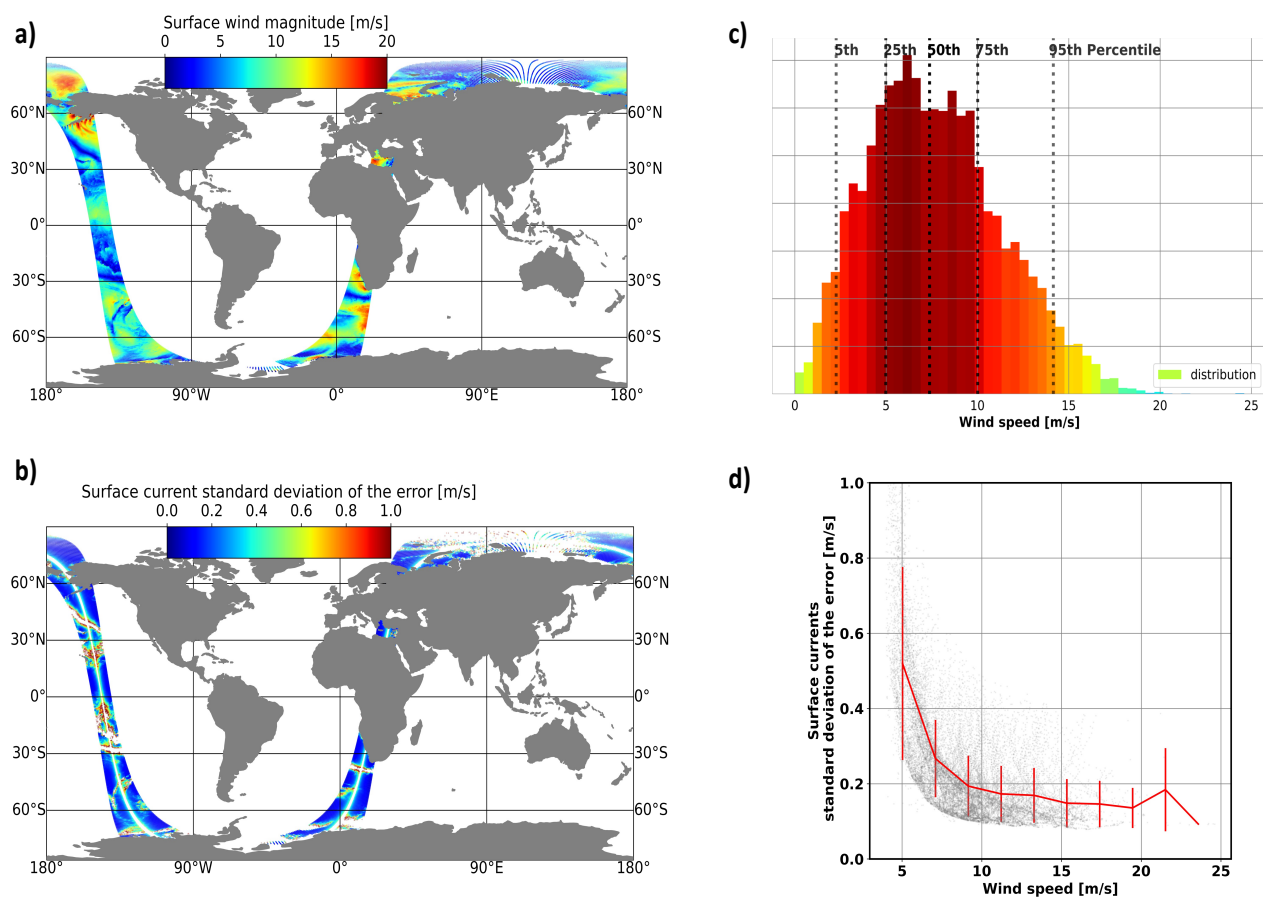 a)
Surface wind magnitude [m/s]
0 5 10 15 20
60°N
30°N 30°N
0° 0°
30°S 30°S
60°S 60°S
180° 90°W 0° 90°E 180°
60°N
c)
5th 25th 50th 75th 95th Percentile
distribution
0 5 10 15 20 25
Wind speed [m/s]
b)
Surface current standard deviation of the error [m/s]
0.0 0.2 0.4 0.6 0.8 1.0
60°N 60°N
30°N 30°N
0° 0°
30°S 30°S
60°S 60°S
180° 90°W 0° 90°E 180°
d)
Surface currents
standard deviation of the error [m/s]
1.0
0.8
0.6
0.4
0.2
0.0
5 10 15 20 25
Wind speed [m/s]